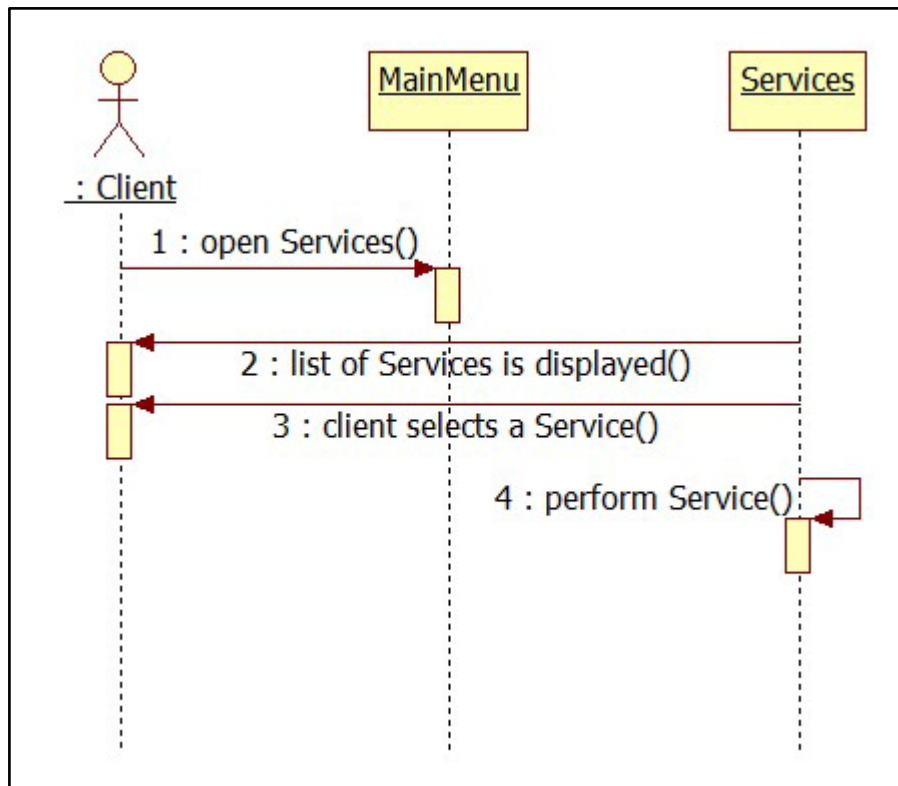 MainMenu
Services
: Client
1 : open Services()
2 : list of Services is displayed()
3 : client selects a Service()
4 : perform Service()